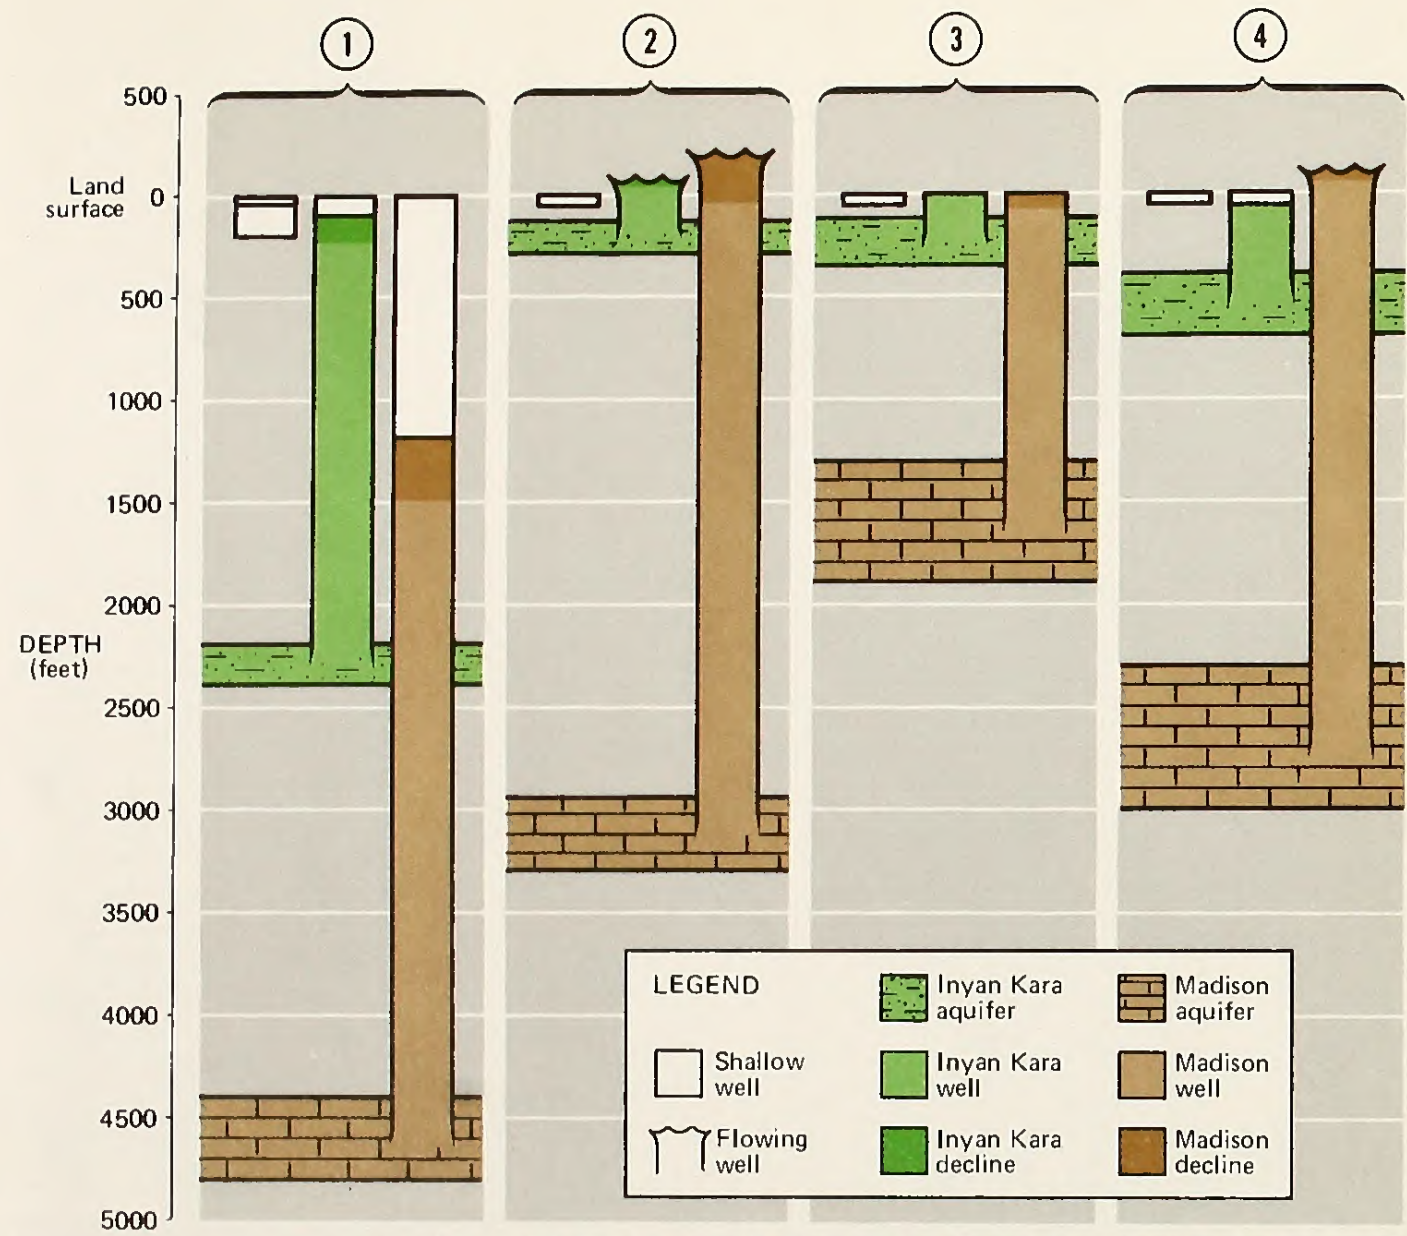 1
2
3
4
500
Land
surface
0
500
1000
1500
2000
DEPTH
(feet)
2500
3000
3500
4000
4500
5000
LEGEND
Shallow
well
Flowing
well
Inyan Kara
aquifer
Inyan Kara
well
Inyan Kara
decline
Madison
aquifer
Madison
well
Madison
decline